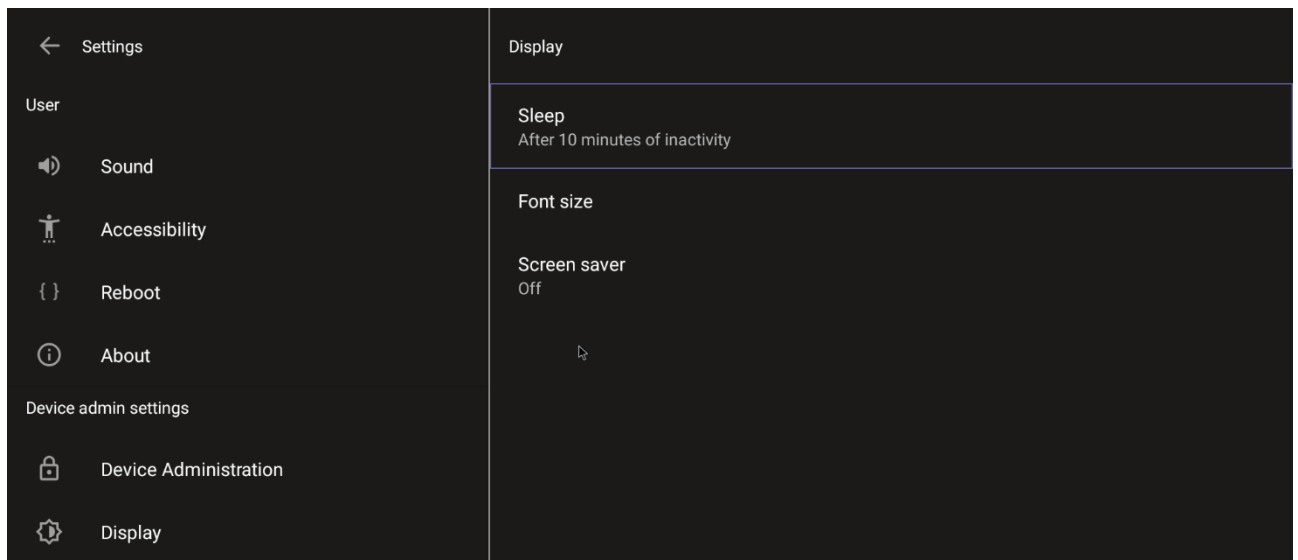 Settings
User
Sound
Accessibility
{ } Reboot
About
Device admin settings
Device Administration
Display
Display
Sleep
After 10 minutes of inactivity
Font size
Screen saver
Off